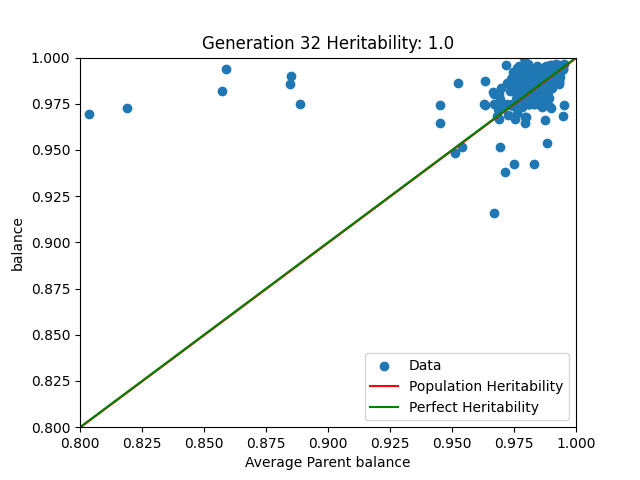 Generation 32 Heritability: 1.0
balance
1.000
0.975
0.950
0.925
0.900
0.875
0.850
0.825
0.800
0.800 0.825 0.850 0.875 0.900 0.925 0.950 0.975 1.000
Average Parent balance
Data
Population Heritability
Perfect Heritability